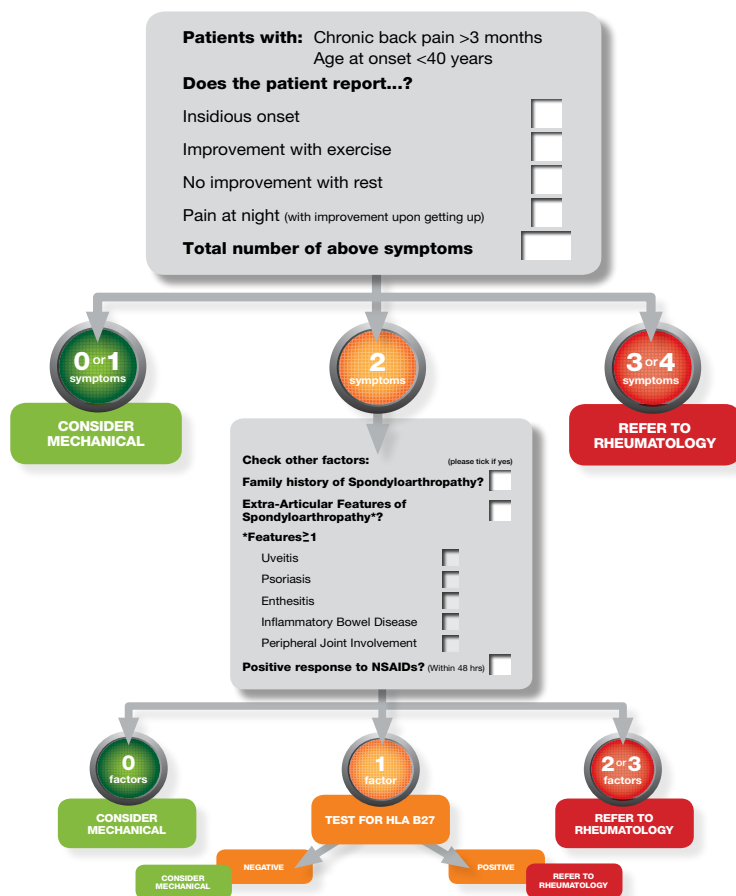 Patients with: Chronic back pain >3 months
Age at onset <40 years
Does the patient report...?
Insidious onset
Improvement with exercise
No improvement with rest
Pain at night (with improvement upon getting up)
Total number of above symptoms
0 or 1
symptoms
CONSIDER
MECHANICAL
2
symptoms
3 or 4
symptoms
REFER TO
RHEUMATOLOGY
Check other factors: (please tick if yes)
Family history of Spondyloarthropathy?
Extra-Articular Features of
Spondyloarthropathy*?
*Features≥1
Uveitis
Psoriasis
Enthesitis
Inflammatory Bowel Disease
Peripheral Joint Involvement
Positive response to NSAIDs? (Within 48 hrs)
0
factors
CONSIDER
MECHANICAL
1
factor
TEST FOR HLA B27
2 or 3
factors
REFER TO
RHEUMATOLOGY
NEGATIVE
CONSIDER
MECHANICAL
POSITIVE
REFER TO
RHEUMATOLOGY